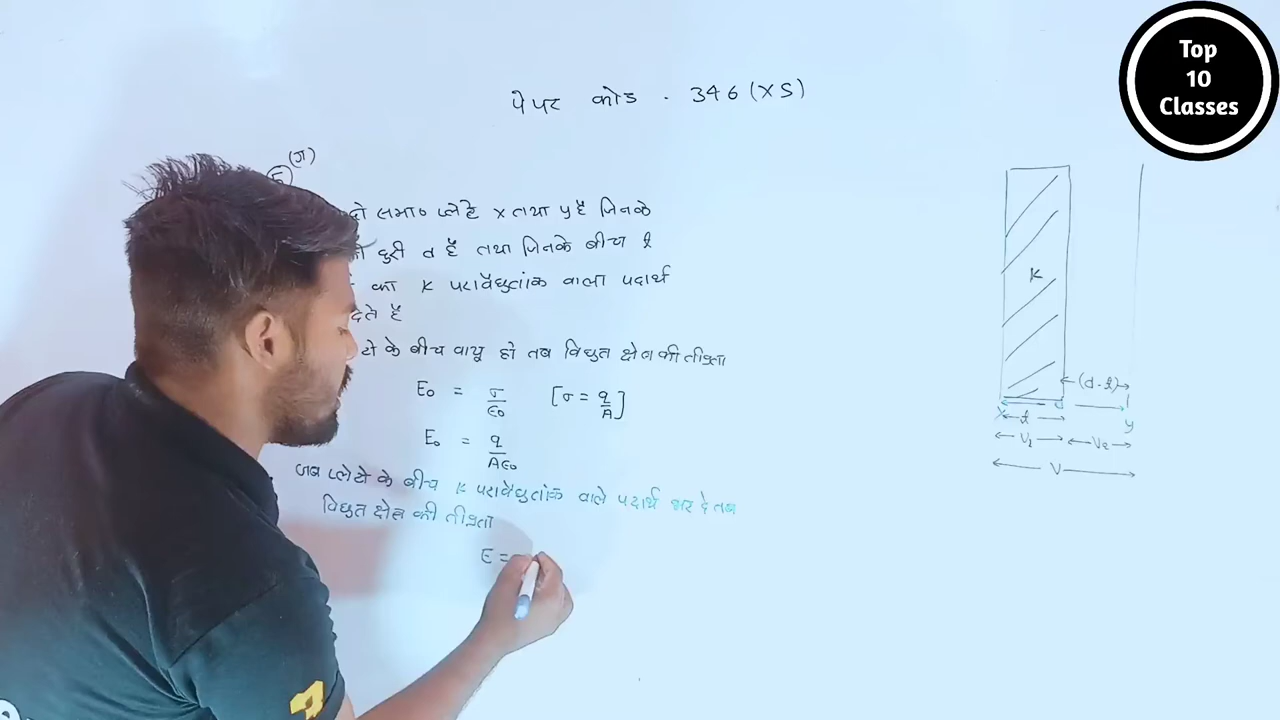 Top
10
Classes
पेपर कोड - 346 (XS)
(ज)
समा० प्लेटे x तथा y है जिनके
दुरी d है तथा जिनके बीच t
का K परावैद्युतांक वाला पदार्थ
देते है
के बीच वायु हो तब विद्युत क्षेत्र की तीव्रता
E₀ = σ/ε₀ [σ = q/A]
E₀ = q/Aε₀
जब प्लेटो के बीच K परावैद्युतांक वाले पदार्थ भर दे तब
विद्युत क्षेत्र की तीव्रता
E =
K
(d-t)
x t y
V₁ V₂
V